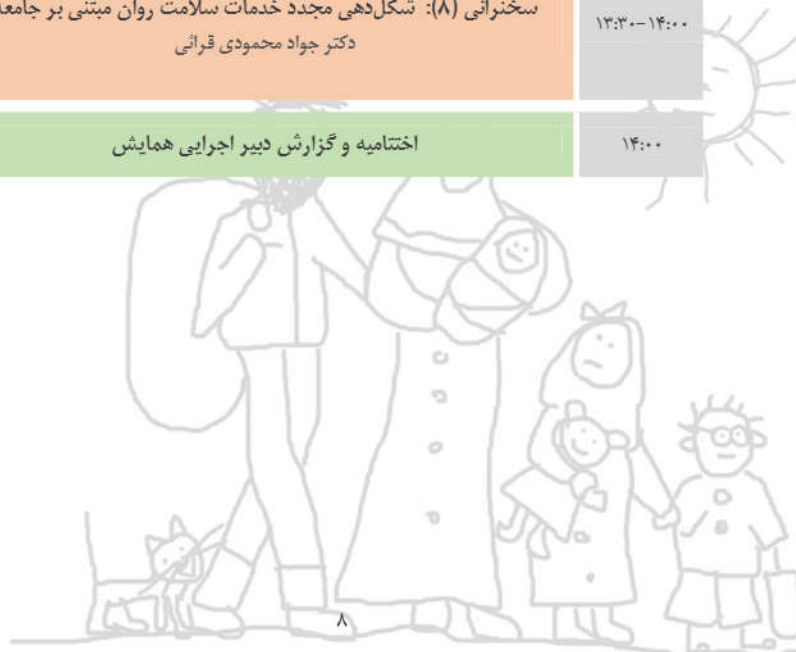 سخنرانی (۸): شکل‌دهی مجدد خدمات سلامت روان مبتنی بر جامعه
۱۳:۳۰-۱۴:۰۰
دکتر جواد محمودی قرائی
اختتامیه و گزارش دبیر اجرایی همایش
۱۴:۰۰
۸